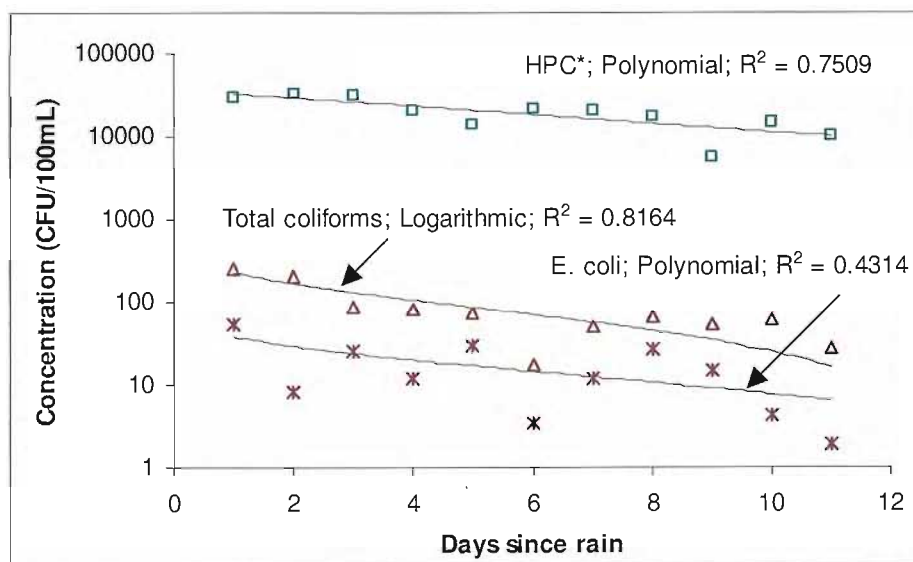 100000
10000
1000
100
10
1
HPC*; Polynomial; R² = 0.7509
Total coliforms; Logarithmic; R² = 0.8164
E. coli; Polynomial; R² = 0.4314
Concentration (CFU/100mL)
0 2 4 6 8 10 12
Days since rain